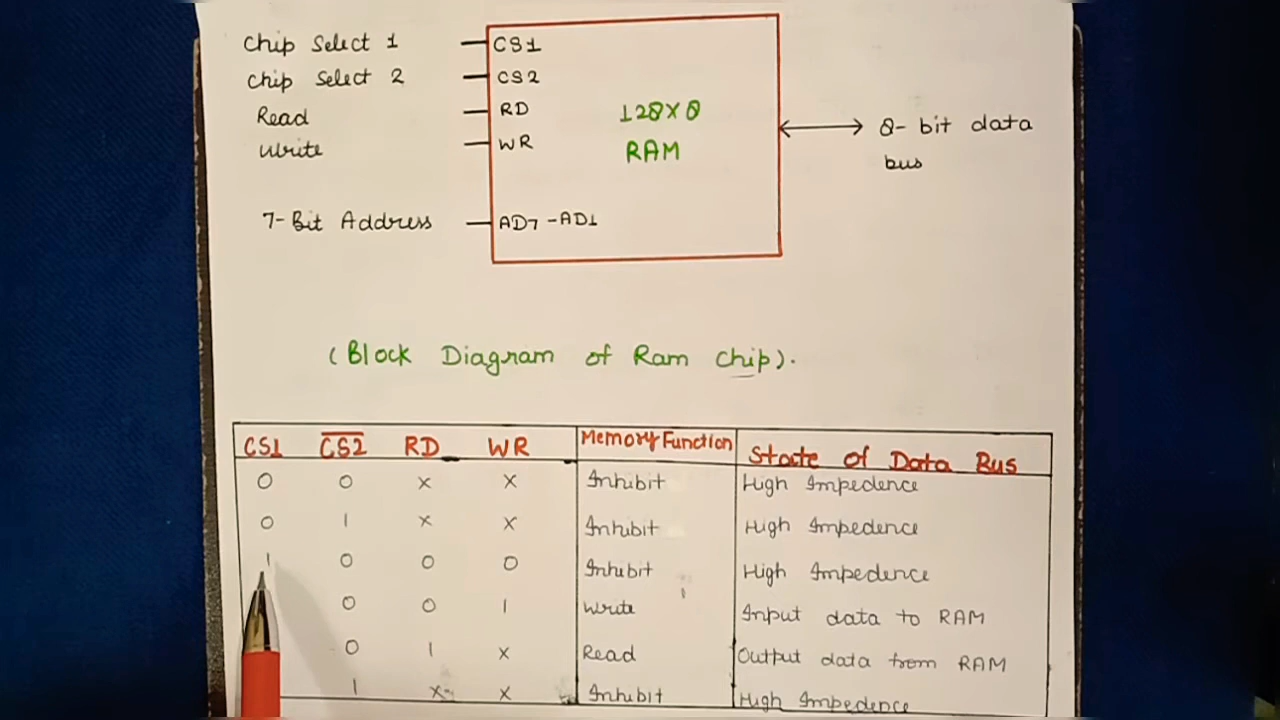 Chip Select 1 CS1
Chip Select 2 CS2
Read RD
128X8
Write WR
RAM
8- bit data
bus
7-Bit Address AD7 -AD1
(Block Diagram of Ram Chip).
CS1 C̅S̅2̅ RD WR Memory Function State of Data Bus
0 0 x x Inhibit High Impedence
0 1 x x Inhibit High Impedence
1 0 0 0 Inhibit High Impedence
0 0 1 Write Input data to RAM
0 1 x Read Output data from RAM
1 x x Inhibit High Impedence